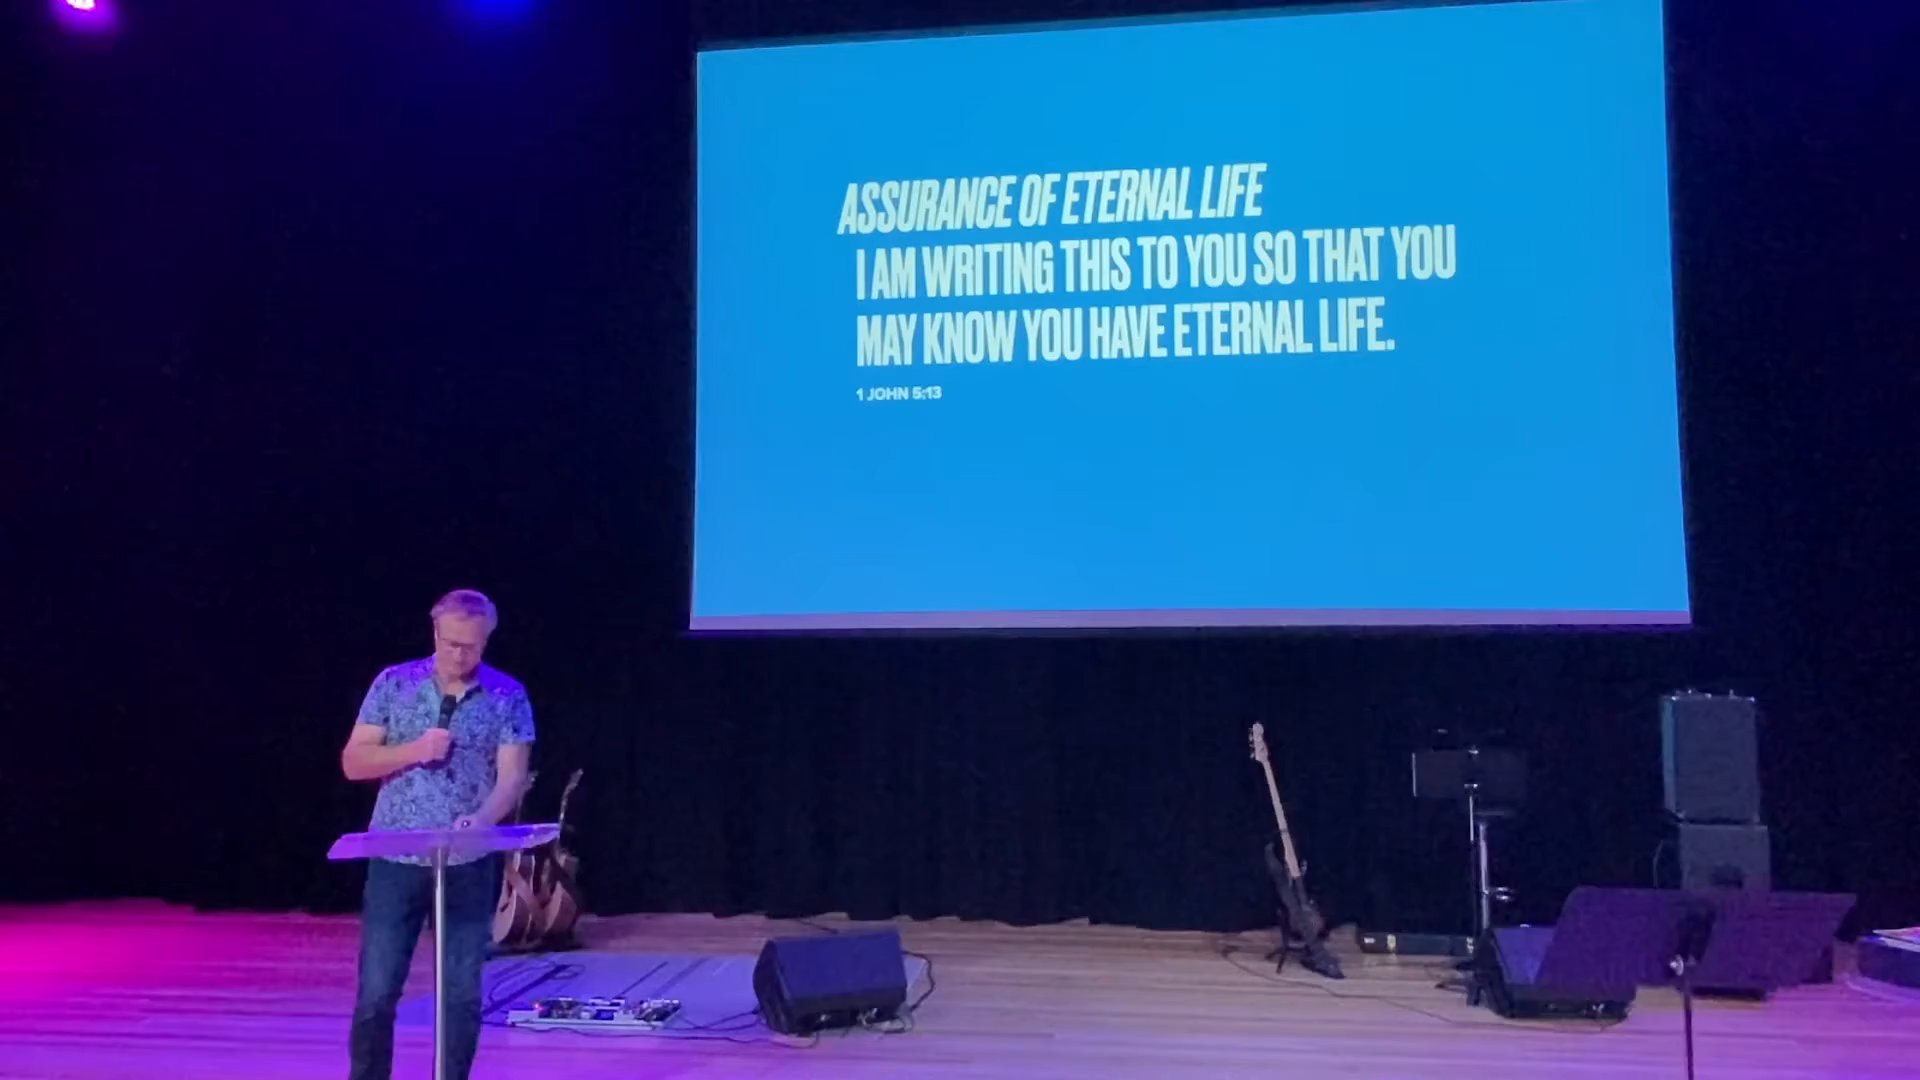 ASSURANCE OF ETERNAL LIFE
I AM WRITING THIS TO YOU SO THAT YOU
MAY KNOW YOU HAVE ETERNAL LIFE.
1 JOHN 5:13